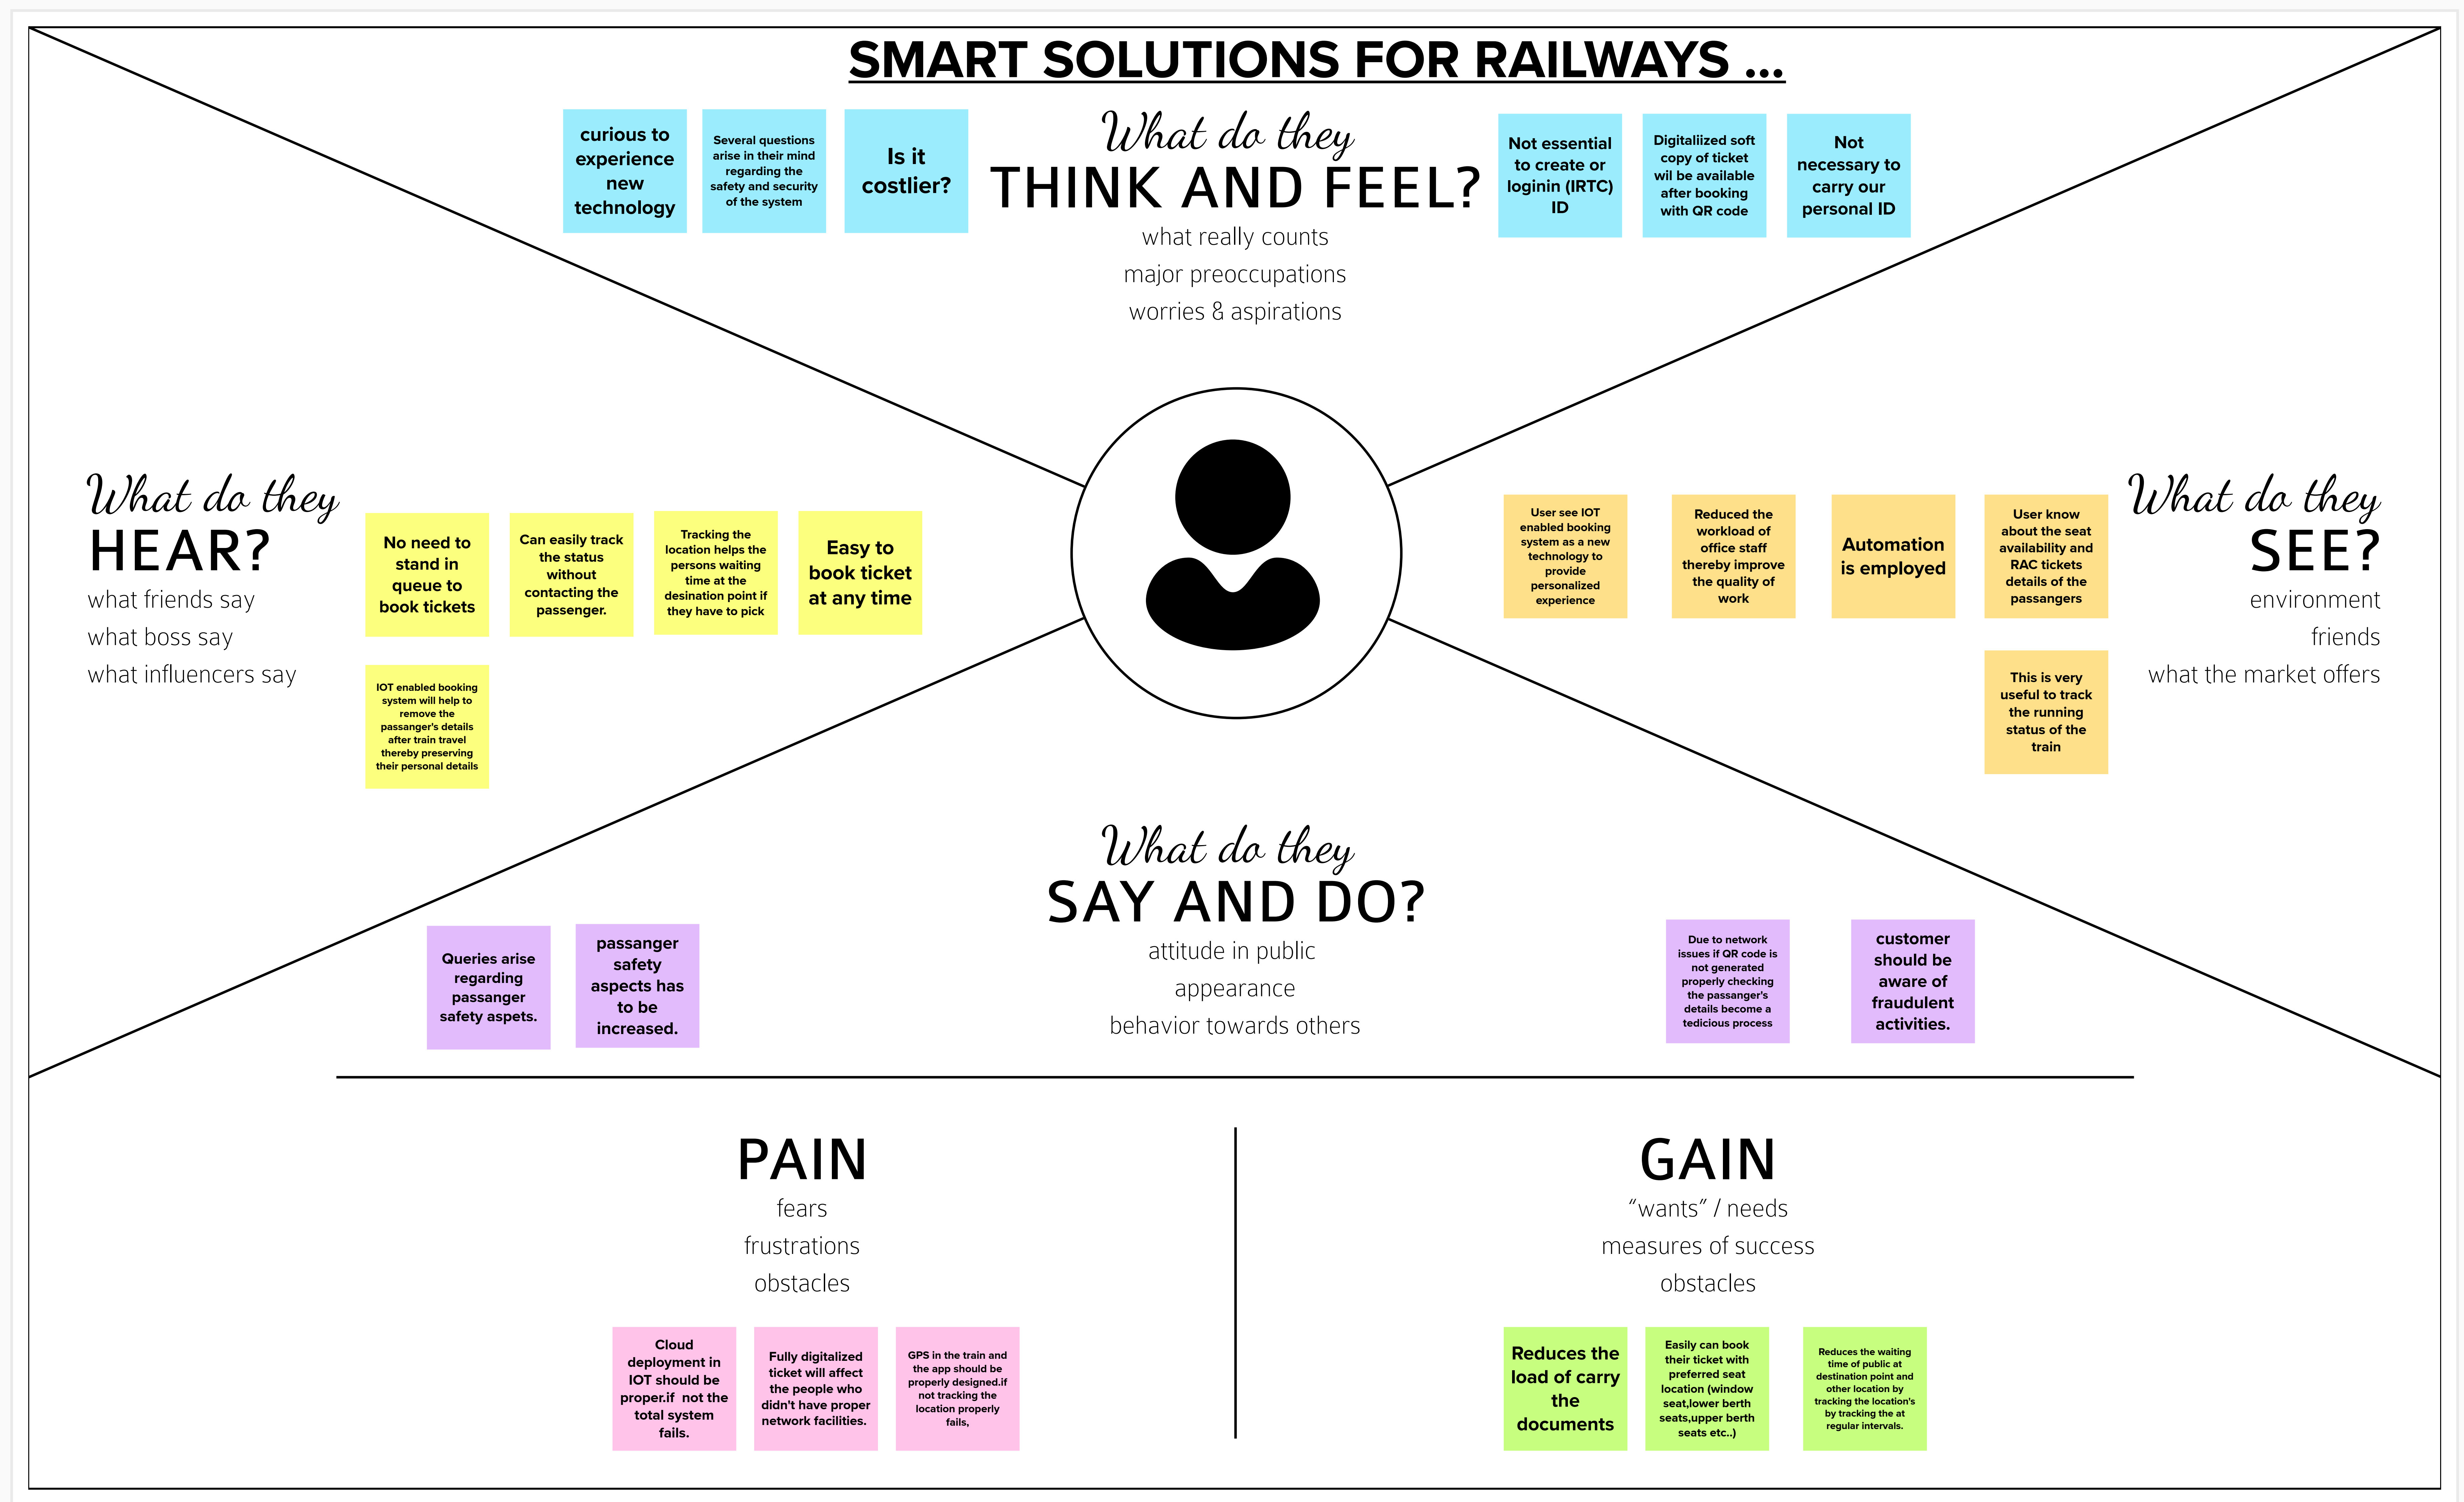 SMART SOLUTIONS FOR RAILWAYS ...
curious to
experience
new
technology
Several questions
arise in their mind
regarding the
safety and security
of the system
Is it
costlier?
What do they
THINK AND FEEL?
what really counts
major preoccupations
worries & aspirations
Not essential
to create or
loginin (IRTC)
ID
Digitaliized soft
copy of ticket
wil be available
after booking
with QR code
Not
necessary to
carry our
personal ID
What do they
HEAR?
what friends say
what boss say
what influencers say
No need to
stand in
queue to
book tickets
Can easily track
the status
without
contacting the
passenger.
Tracking the
location helps the
persons waiting
time at the
desination point if
they have to pick
Easy to
book ticket
at any time
IOT enabled booking
system will help to
remove the
passanger's details
after train travel
thereby preserving
their personal details
User see IOT
enabled booking
system as a new
technology to
provide
personalized
experience
Reduced the
workload of
office staff
thereby improve
the quality of
work
Automation
is employed
User know
about the seat
availability and
RAC tickets
details of the
passangers
This is very
useful to track
the running
status of the
train
What do they
SEE?
environment
friends
what the market offers
What do they
SAY AND DO?
attitude in public
appearance
behavior towards others
Queries arise
regarding
passanger
safety aspets.
passanger
safety
aspects has
to be
increased.
Due to network
issues if QR code is
not generated
properly checking
the passanger's
details become a
tedicious process
customer
should be
aware of
fraudulent
activities.
PAIN
fears
frustrations
obstacles
Cloud
deployment in
IOT should be
proper.if  not the
total system
fails.
Fully digitalized
ticket will affect
the people who
didn't have proper
network facilities.
GPS in the train and
the app should be
properly designed.if
not tracking the
location properly
fails,
GAIN
“wants” / needs
measures of success
obstacles
Reduces the
load of carry
the
documents
Easily can book
their ticket with
preferred seat
location (window
seat,lower berth
seats,upper berth
seats etc..)
Reduces the waiting
time of public at
destination point and
other location by
tracking the location's
by tracking the at
regular intervals.